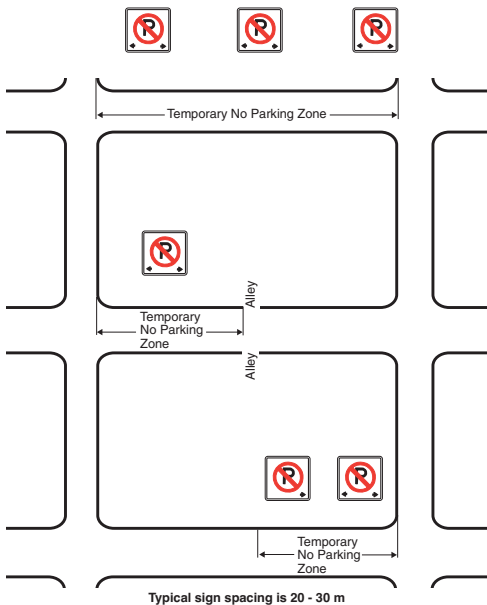 P P P
Temporary No Parking Zone
P
Alley
Temporary
No Parking
Zone
Alley
P P
Temporary
No Parking
Zone
Typical sign spacing is 20 - 30 m